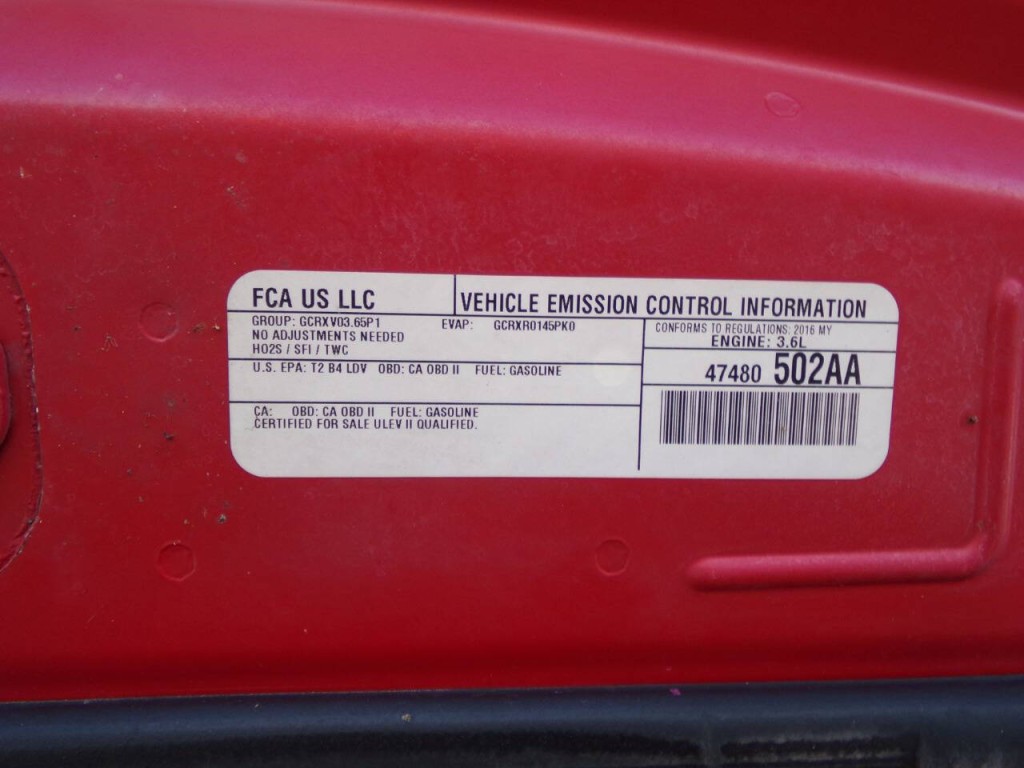 FCA US LLC
VEHICLE EMISSION CONTROL INFORMATION
GROUP: GCRXV03.65P1 EVAP: GCRXR0145PK0
NO ADJUSTMENTS NEEDED
HO2S / SFI / TWC
CONFORMS TO REGULATIONS: 2016 MY
ENGINE: 3.6L
U.S. EPA: T2 B4 LDV OBD: CA OBD II FUEL: GASOLINE
47480 502AA
CA: OBD: CA OBD II FUEL: GASOLINE
CERTIFIED FOR SALE ULEV II QUALIFIED.